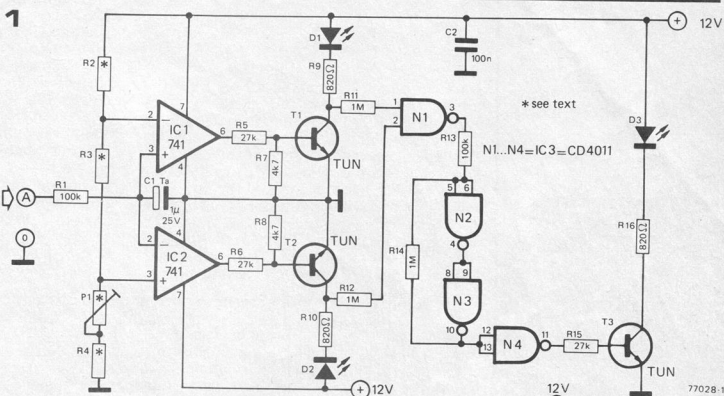 1
+ 12V
R2 *
D1
R9 820Ω
C2 100n
7
2
−
IC1
741
6
3
+
4
R5 27k
T1
TUN
R11 1M
1
2
N1
3
* see text
D3
R3 *
R7 4k7
R13 100k
N1...N4=IC3=CD4011
A
R1 100k
C1 Ta
1µ
25V
R8 4k7
5 6
N2
4
R14 1M
R16 820Ω
0
4
2
−
IC2
741
6
3
+
7
R6 27k
T2
TUN
R12 1M
8 9
N3
10
P1 *
R10 820Ω
12
13
N4
11
R15 27k
T3
TUN
R4 *
D2
+ 12V
12V
77028·1